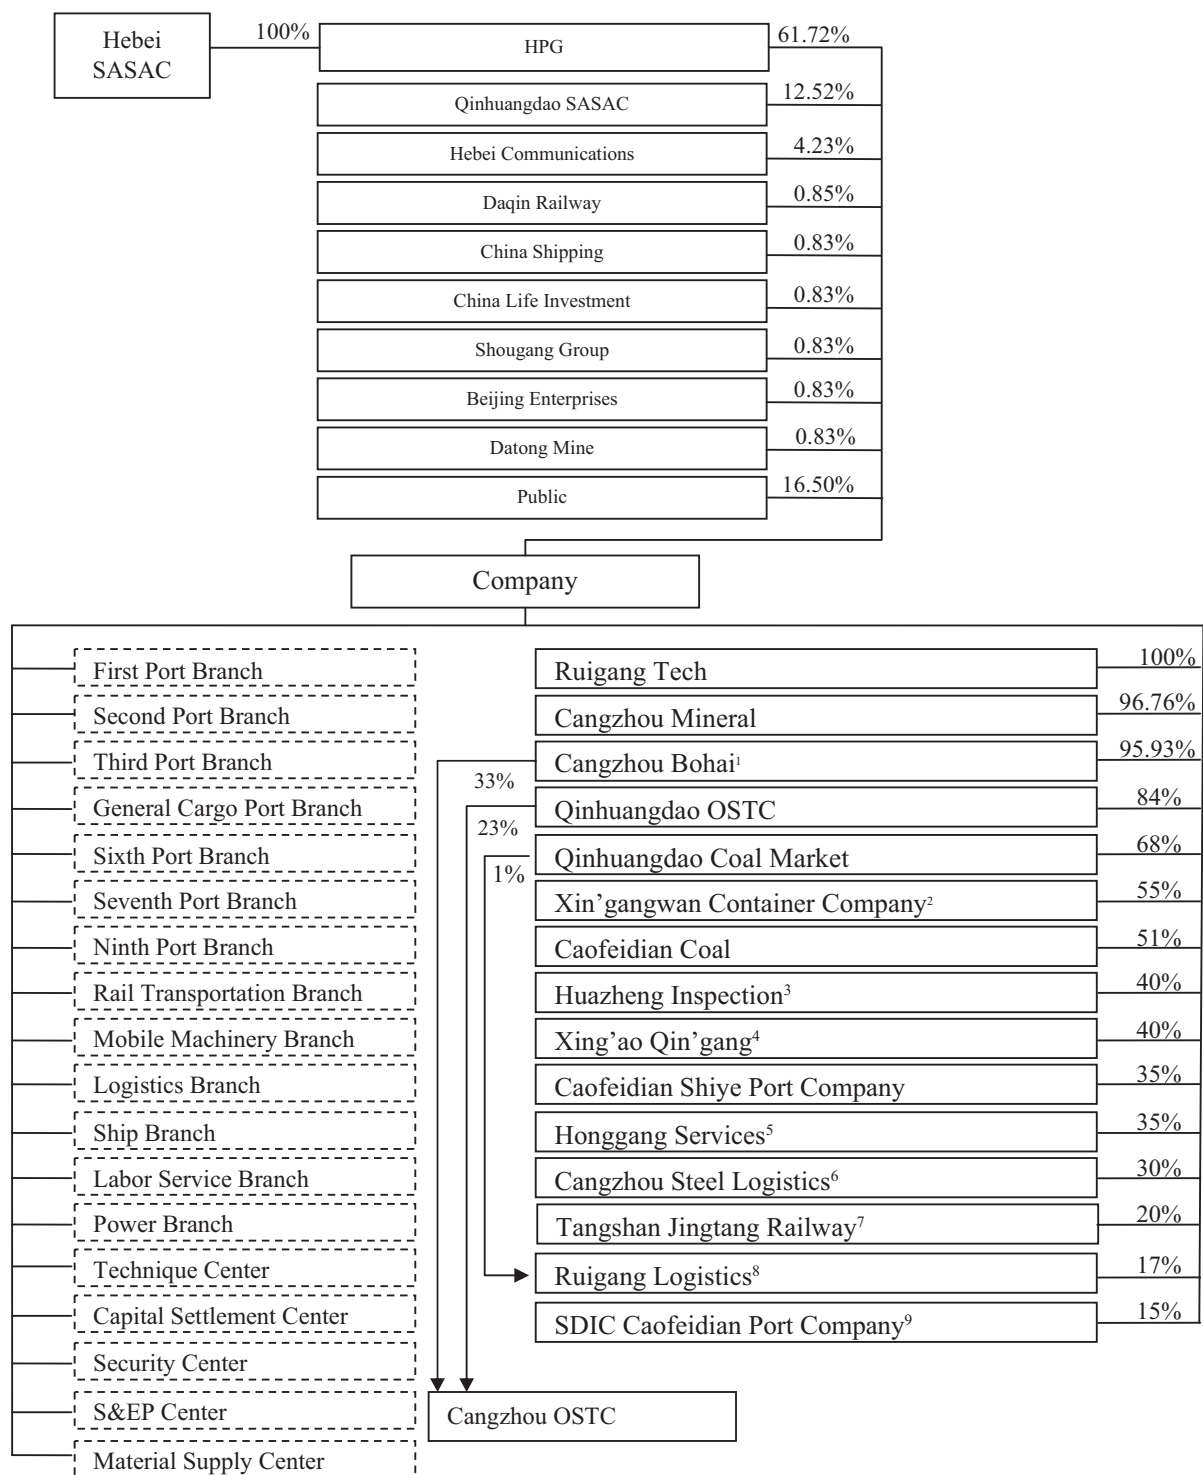 Hebei
SASAC
100%
HPG
61.72%
Qinhuangdao SASAC
12.52%
Hebei Communications
4.23%
Daqin Railway
0.85%
China Shipping
0.83%
China Life Investment
0.83%
Shougang Group
0.83%
Beijing Enterprises
0.83%
Datong Mine
0.83%
Public
16.50%
Company
First Port Branch
Second Port Branch
Third Port Branch
General Cargo Port Branch
Sixth Port Branch
Seventh Port Branch
Ninth Port Branch
Rail Transportation Branch
Mobile Machinery Branch
Logistics Branch
Ship Branch
Labor Service Branch
Power Branch
Technique Center
Capital Settlement Center
Security Center
S&EP Center
Material Supply Center
33%
23%
1%
Ruigang Tech
100%
Cangzhou Mineral
96.76%
Cangzhou Bohai¹
95.93%
Qinhuangdao OSTC
84%
Qinhuangdao Coal Market
68%
Xin’gangwan Container Company²
55%
Caofeidian Coal
51%
Huazheng Inspection³
40%
Xing’ao Qin’gang⁴
40%
Caofeidian Shiye Port Company
35%
Honggang Services⁵
35%
Cangzhou Steel Logistics⁶
30%
Tangshan Jingtang Railway⁷
20%
Ruigang Logistics⁸
17%
SDIC Caofeidian Port Company⁹
15%
Cangzhou OSTC